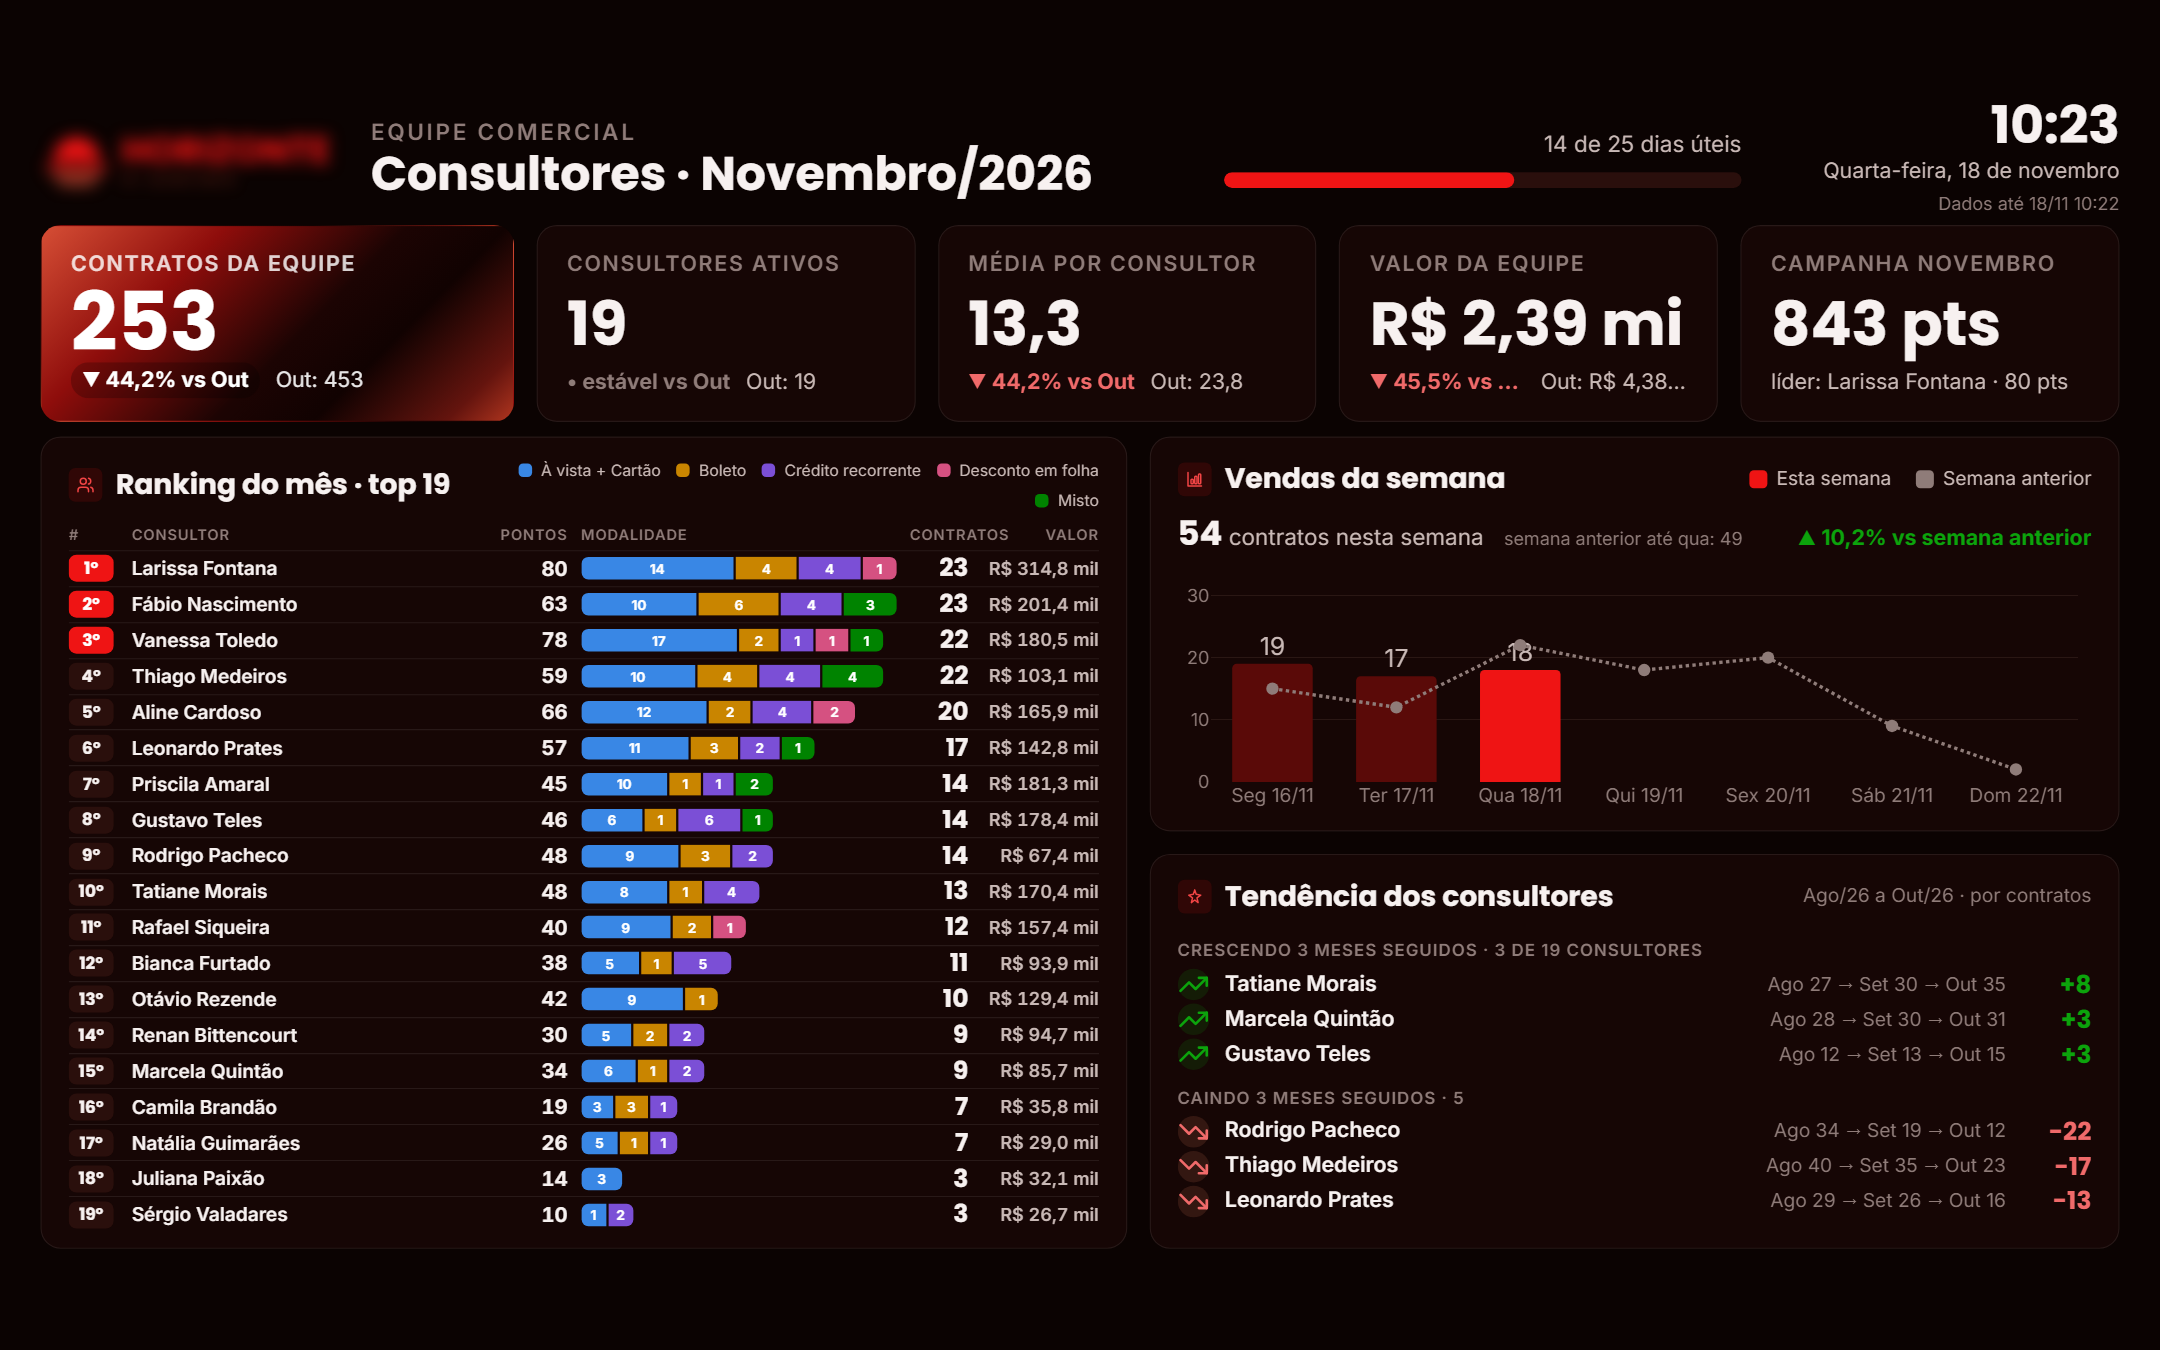 HORIZONTE
EQUIPE COMERCIAL
Consultores · Novembro/2026
14 de 25 dias úteis
10:23
Quarta-feira, 18 de novembro
Dados até 18/11 10:22
CONTRATOS DA EQUIPE
253
▼ 44,2% vs Out Out: 453
CONSULTORES ATIVOS
19
• estável vs Out Out: 19
MÉDIA POR CONSULTOR
13,3
▼ 44,2% vs Out Out: 23,8
VALOR DA EQUIPE
R$ 2,39 mi
▼ 45,5% vs ... Out: R$ 4,38...
CAMPANHA NOVEMBRO
843 pts
líder: Larissa Fontana · 80 pts
Ranking do mês · top 19
À vista + Cartão Boleto Crédito recorrente Desconto em folha
Misto
# CONSULTOR PONTOS MODALIDADE CONTRATOS VALOR
1º Larissa Fontana 80 14 4 4 1 23 R$ 314,8 mil
2º Fábio Nascimento 63 10 6 4 3 23 R$ 201,4 mil
3º Vanessa Toledo 78 17 2 1 1 1 22 R$ 180,5 mil
4º Thiago Medeiros 59 10 4 4 4 22 R$ 103,1 mil
5º Aline Cardoso 66 12 2 4 2 20 R$ 165,9 mil
6º Leonardo Prates 57 11 3 2 1 17 R$ 142,8 mil
7º Priscila Amaral 45 10 1 1 2 14 R$ 181,3 mil
8º Gustavo Teles 46 6 1 6 1 14 R$ 178,4 mil
9º Rodrigo Pacheco 48 9 3 2 14 R$ 67,4 mil
10º Tatiane Morais 48 8 1 4 13 R$ 170,4 mil
11º Rafael Siqueira 40 9 2 1 12 R$ 157,4 mil
12º Bianca Furtado 38 5 1 5 11 R$ 93,9 mil
13º Otávio Rezende 42 9 1 10 R$ 129,4 mil
14º Renan Bittencourt 30 5 2 2 9 R$ 94,7 mil
15º Marcela Quintão 34 6 1 2 9 R$ 85,7 mil
16º Camila Brandão 19 3 3 1 7 R$ 35,8 mil
17º Natália Guimarães 26 5 1 1 7 R$ 29,0 mil
18º Juliana Paixão 14 3 3 R$ 32,1 mil
19º Sérgio Valadares 10 1 2 3 R$ 26,7 mil
Vendas da semana
Esta semana Semana anterior
54 contratos nesta semana semana anterior até qua: 49 ▲ 10,2% vs semana anterior
30
20
10
0
19 17 18
Seg 16/11 Ter 17/11 Qua 18/11 Qui 19/11 Sex 20/11 Sáb 21/11 Dom 22/11
Tendência dos consultores
Ago/26 a Out/26 · por contratos
CRESCENDO 3 MESES SEGUIDOS · 3 DE 19 CONSULTORES
Tatiane Morais Ago 27 → Set 30 → Out 35 +8
Marcela Quintão Ago 28 → Set 30 → Out 31 +3
Gustavo Teles Ago 12 → Set 13 → Out 15 +3
CAINDO 3 MESES SEGUIDOS · 5
Rodrigo Pacheco Ago 34 → Set 19 → Out 12 −22
Thiago Medeiros Ago 40 → Set 35 → Out 23 −17
Leonardo Prates Ago 29 → Set 26 → Out 16 −13